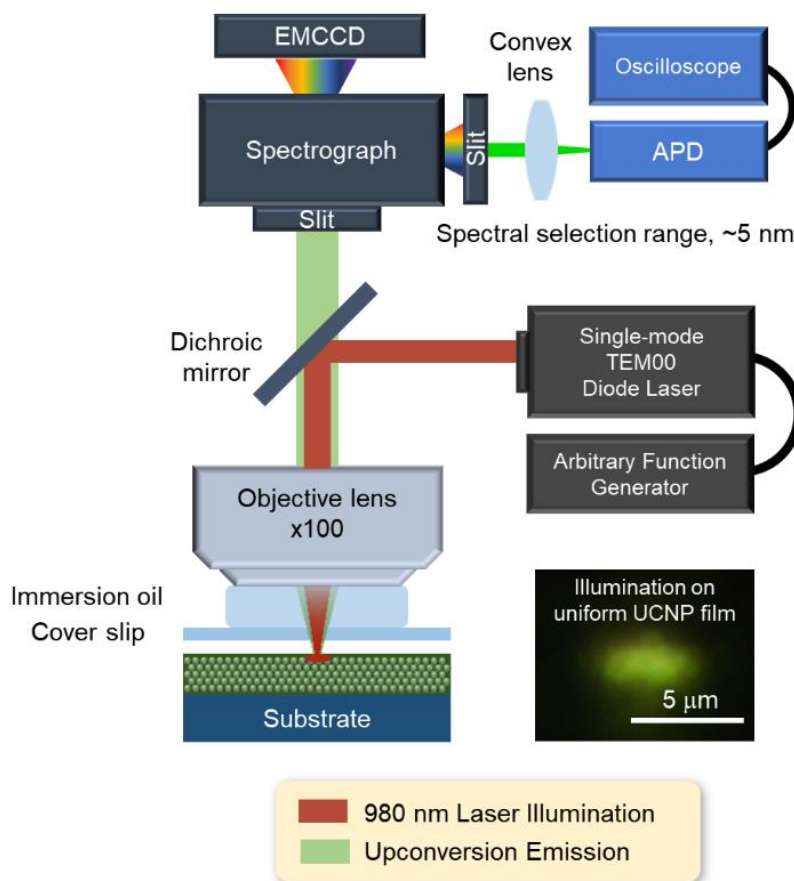 EMCCD
Convex
lens
Oscilloscope
Spectrograph
Slit
APD
Slit
Spectral selection range, ~5 nm
Dichroic
mirror
Single-mode
TEM00
Diode Laser
Arbitrary Function
Generator
Objective lens
x100
Immersion oil
Cover slip
Illumination on
uniform UCNP film
5 μm
Substrate
980 nm Laser Illumination
Upconversion Emission